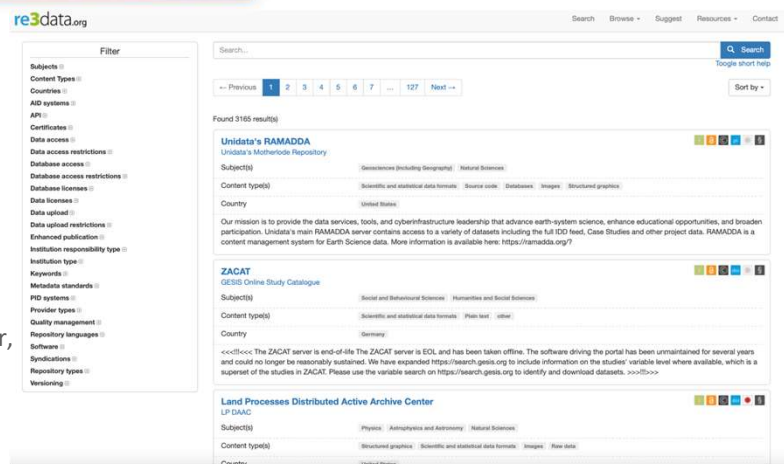 re3data.org
Search Browse Suggest Resources Contact
Filter
Subjects
Content Types
Countries
AID systems
API
Certificates
Data access
Data access restrictions
Database access
Database access restrictions
Database licenses
Data licenses
Data upload
Data upload restrictions
Enhanced publication
Institution responsibility type
Institution type
Keywords
Metadata standards
PID systems
Provider types
Quality management
Repository languages
Software
Syndications
Repository types
Versioning
r,
Search...
Search
Toogle short help
← Previous 1 2 3 4 5 6 7 ... 127 Next →
Sort by
Found 3165 result(s)
Unidata's RAMADDA
Unidata's Motherlode Repository
Subject(s) Geosciences (including Geography) Natural Sciences
Content type(s) Scientific and statistical data formats Source code Databases Images Structured graphics
Country United States
Our mission is to provide the data services, tools, and cyberinfrastructure leadership that advance earth-system science, enhance educational opportunities, and broaden
participation. Unidata's main RAMADDA server contains access to a variety of datasets including the full IDD feed, Case Studies and other project data. RAMADDA is a
content management system for Earth Science data. More information is available here: https://ramadda.org/?
ZACAT
GESIS Online Study Catalogue
Subject(s) Social and Behavioural Sciences Humanities and Social Sciences
Content type(s) Scientific and statistical data formats Plain text other
Country Germany
<<<!!!<<< The ZACAT server is end-of-life The ZACAT server is EOL and has been taken offline. The software driving the portal has been unmaintained for several years
and could no longer be reasonably sustained. We have expanded https://search.gesis.org to include information on the studies' variable level where available, which is a
superset of the studies in ZACAT. Please use the variable search on https://search.gesis.org to identify and download datasets. >>>!!!>>>
Land Processes Distributed Active Archive Center
LP DAAC
Subject(s) Physics Astrophysics and Astronomy Natural Sciences
Content type(s) Structured graphics Scientific and statistical data formats Images Raw data
Country United States